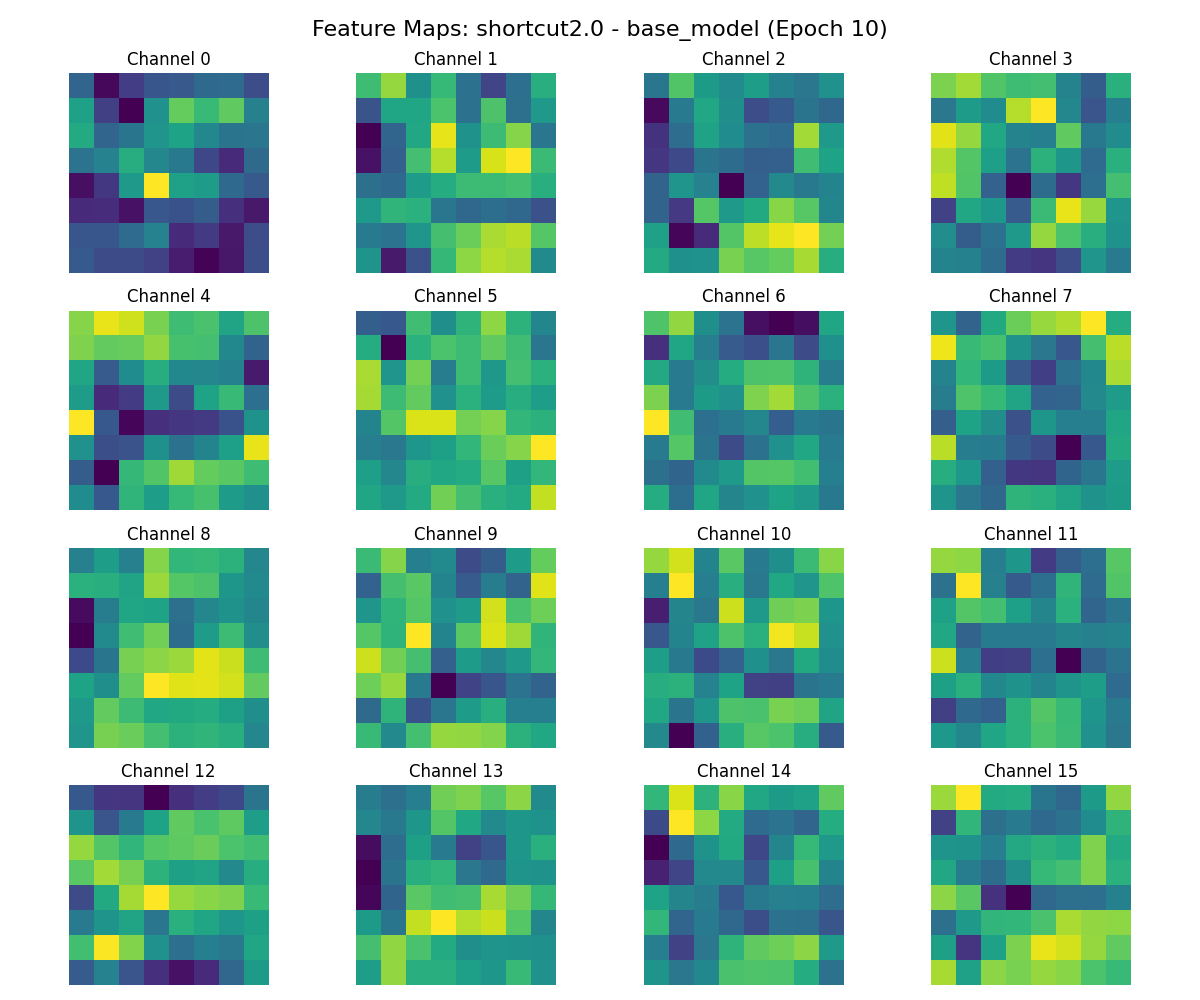 Feature Maps: shortcut2.0 - base_model (Epoch 10)
Channel 0
Channel 1
Channel 2
Channel 3
Channel 4
Channel 5
Channel 6
Channel 7
Channel 8
Channel 9
Channel 10
Channel 11
Channel 12
Channel 13
Channel 14
Channel 15